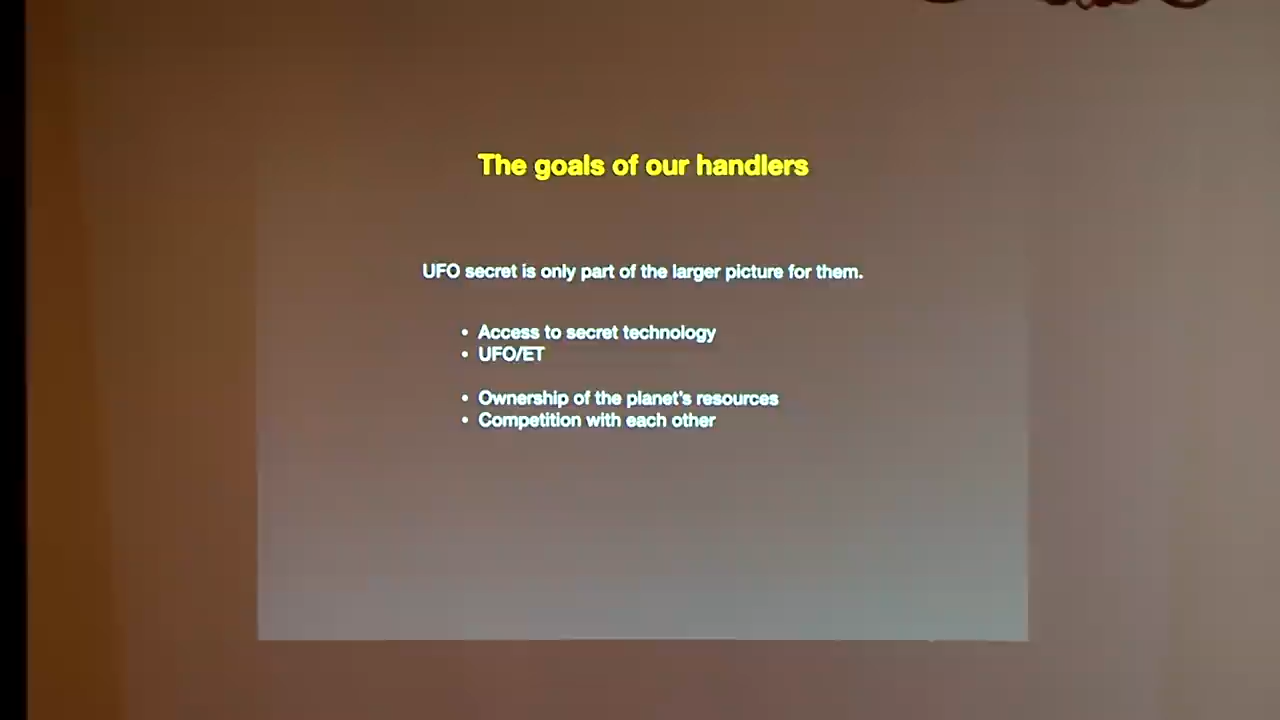 The goals of our handlers
UFO secret is only part of the larger picture for them.
• Access to secret technology
• UFO/ET
• Ownership of the planet's resources
• Competition with each other